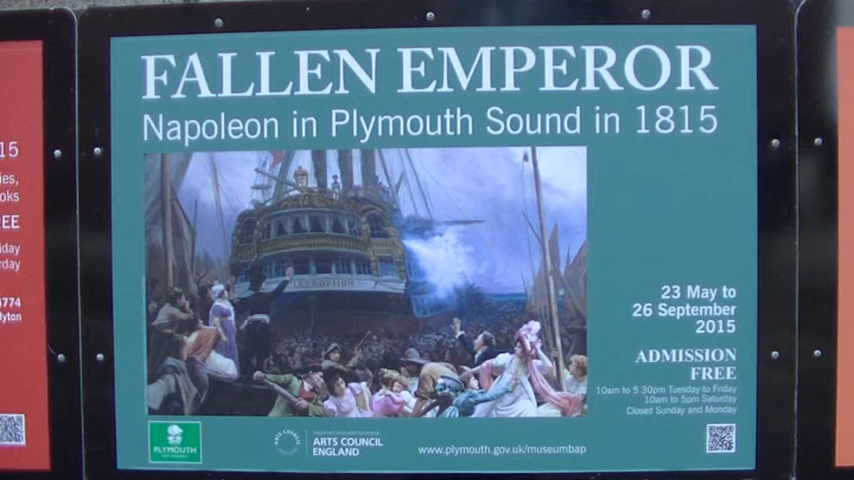 FALLEN EMPEROR
Napoleon in Plymouth Sound in 1815
23 May to
26 September
2015
ADMISSION
FREE
10am to 5 30pm Tuesday to Friday
10am to 5pm Saturday
Closed Sunday and Monday
PLYMOUTH
ARTS COUNCIL
ENGLAND
www.plymouth.gov.uk/museumbap
15
ies,
oks
EE
iday
rday
4774
lyton